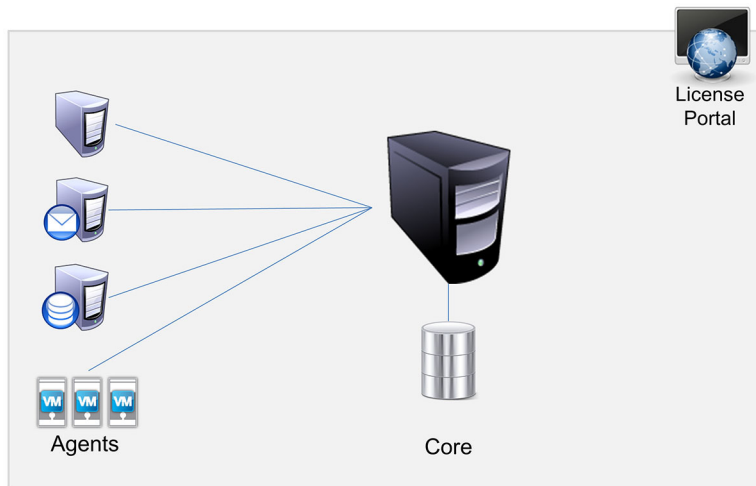 License
Portal
VM VM VM
Agents
Core